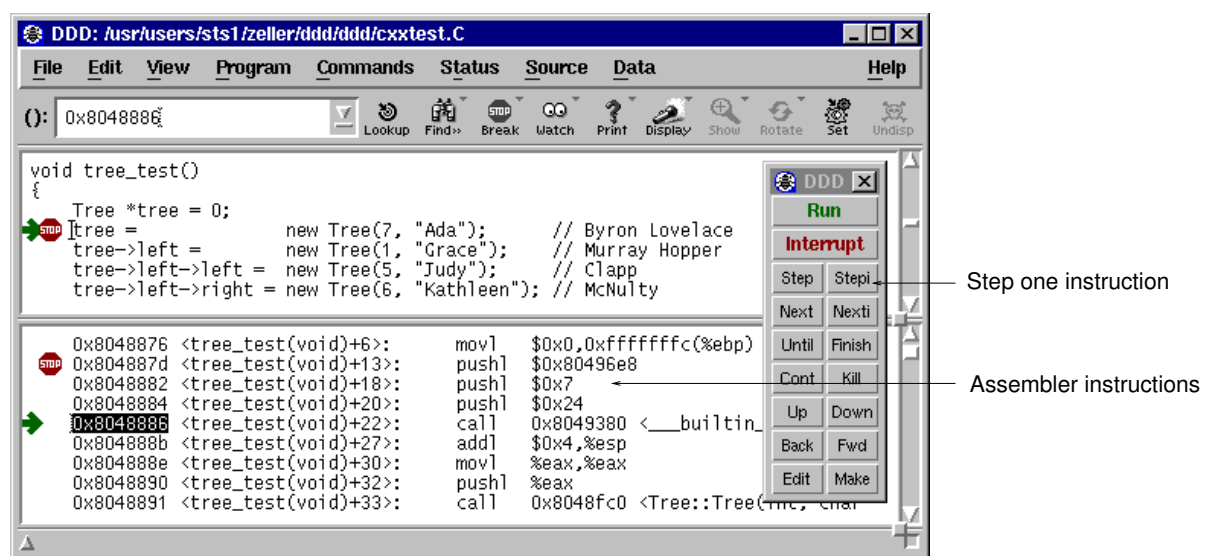 DDD: /usr/users/sts1/zeller/ddd/ddd/cxxtest.C
File Edit View Program Commands Status Source Data Help
(): 0x8048886
Lookup Find» Break Watch Print Display Show Rotate Set Undisp
void tree_test()
{
Tree *tree = 0;
tree = new Tree(7, "Ada"); // Byron Lovelace
tree->left = new Tree(1, "Grace"); // Murray Hopper
tree->left->left = new Tree(5, "Judy"); // Clapp
tree->left->right = new Tree(6, "Kathleen"); // McNulty
0x8048876 <tree_test(void)+6>: movl $0x0,0xfffffffc(%ebp)
STOP 0x804887d <tree_test(void)+13>: pushl $0x80496e8
0x8048882 <tree_test(void)+18>: pushl $0x7
0x8048884 <tree_test(void)+20>: pushl $0x24
0x8048886 <tree_test(void)+22>: call 0x8049380 <___builtin_
0x804888b <tree_test(void)+27>: addl $0x4,%esp
0x804888e <tree_test(void)+30>: movl %eax,%eax
0x8048890 <tree_test(void)+32>: pushl %eax
0x8048891 <tree_test(void)+33>: call 0x8048fc0 <Tree::Tree(int, char
DDD
Run
Interrupt
Step Stepi
Next Nexti
Until Finish
Cont Kill
Up Down
Back Fwd
Edit Make
Step one instruction
Assembler instructions